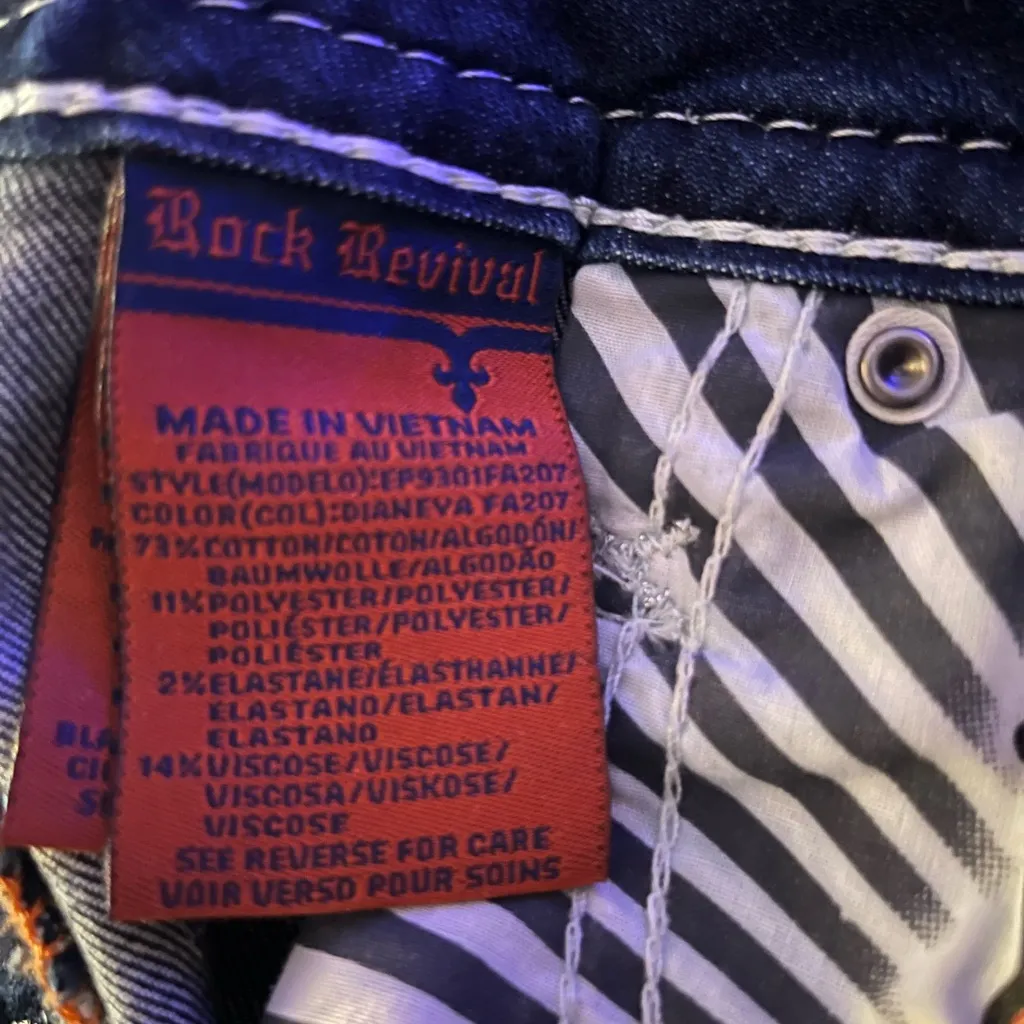 Rock Revival
MADE IN VIETNAM
FABRIQUE AU VIETNAM
STYLE(MODELO):EP9301FA207
COLOR(COL):DIANEYA FA207
73%COTTON/COTON/ALGODÓN/
BAUMWOLLE/ALGODÃO
11%POLYESTER/POLYESTER/
POLIÉSTER/POLYESTER/
POLIÉSTER
2%ELASTANE/ÉLASTHANNE/
ELASTANO/ELASTAN/
ELASTANO
14%VISCOSE/VISCOSE/
VISCOSA/VISKOSE/
VISCOSE
SEE REVERSE FOR CARE
VOIR VERSO POUR SOINS